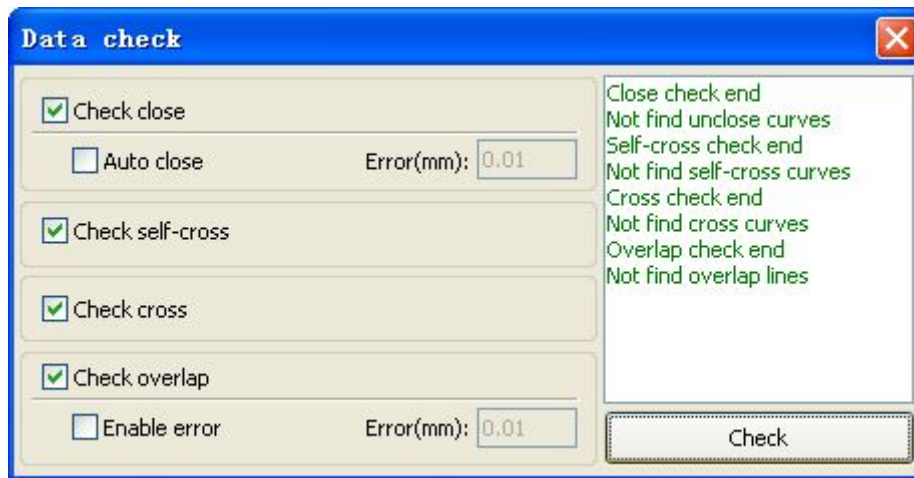 Data check
Check close
Auto close Error(mm): 0.01
Check self-cross
Check cross
Check overlap
Enable error Error(mm): 0.01
Close check end
Not find unclose curves
Self-cross check end
Not find self-cross curves
Cross check end
Not find cross curves
Overlap check end
Not find overlap lines
Check